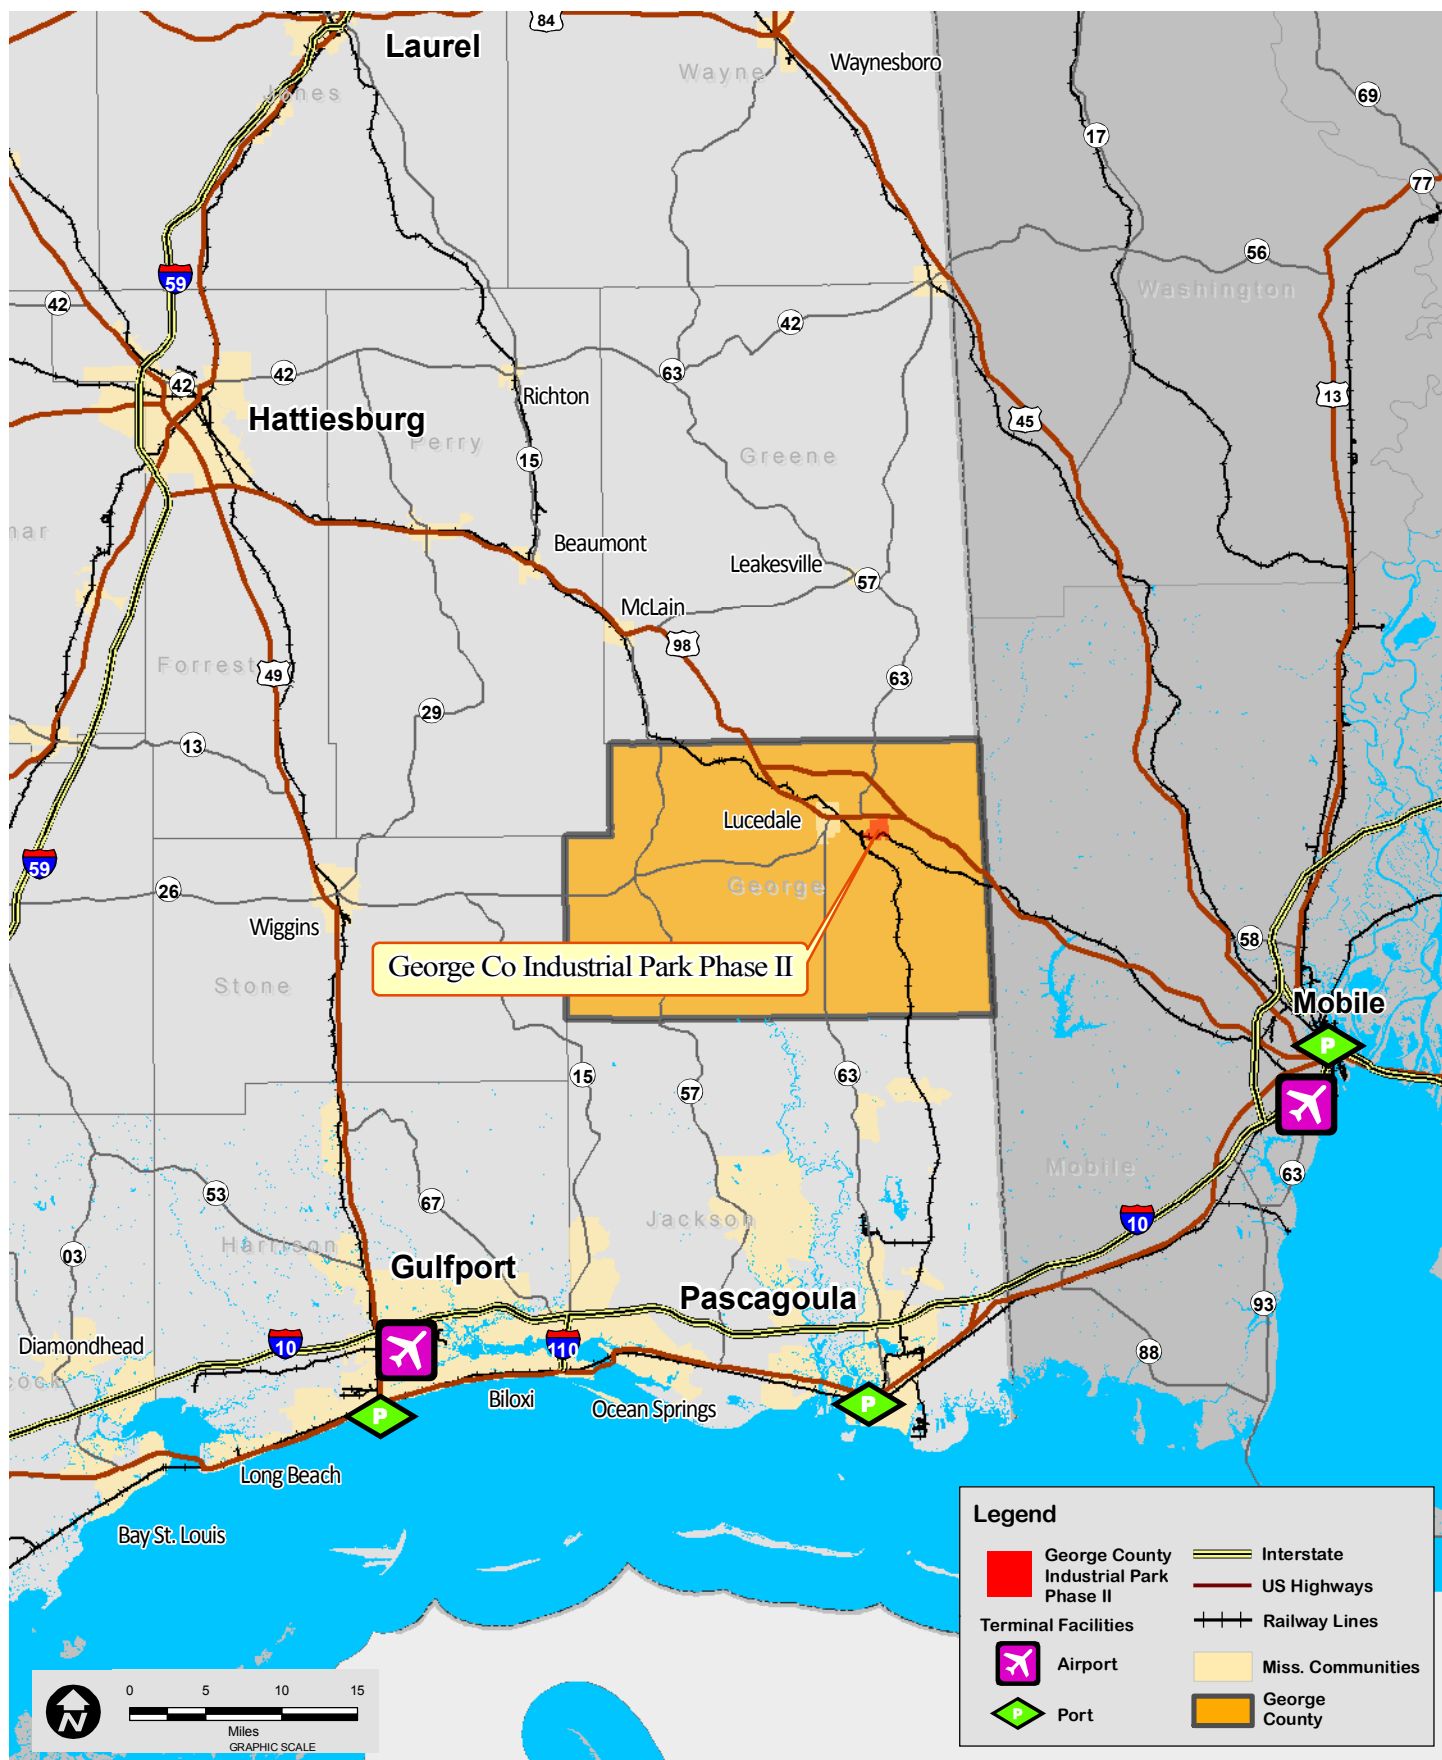 84
Laurel
Waynesboro
Wayne
Jones
69
17
77
56
59
Washington
42
42
63
42
42
13
Richton
Hattiesburg
45
Perry
Greene
15
mar
Beaumont
Leakesville
57
McLain
98
Forrest
49
63
29
13
Lucedale
59
George
26
Wiggins
58
George Co Industrial Park Phase II
Stone
Mobile
P
15
63
57
Mobile
63
53
67
Jackson
10
03
Harrison
Gulfport
Pascagoula
93
Diamondhead
10
110
88
cock
Biloxi
Ocean Springs
P
P
Long Beach
Bay St. Louis
Legend
George County
Industrial Park
Phase II
Interstate
US Highways
Terminal Facilities
Railway Lines
Airport
Miss. Communities
P
Port
George
County
N
0 5 10 15
Miles
GRAPHIC SCALE